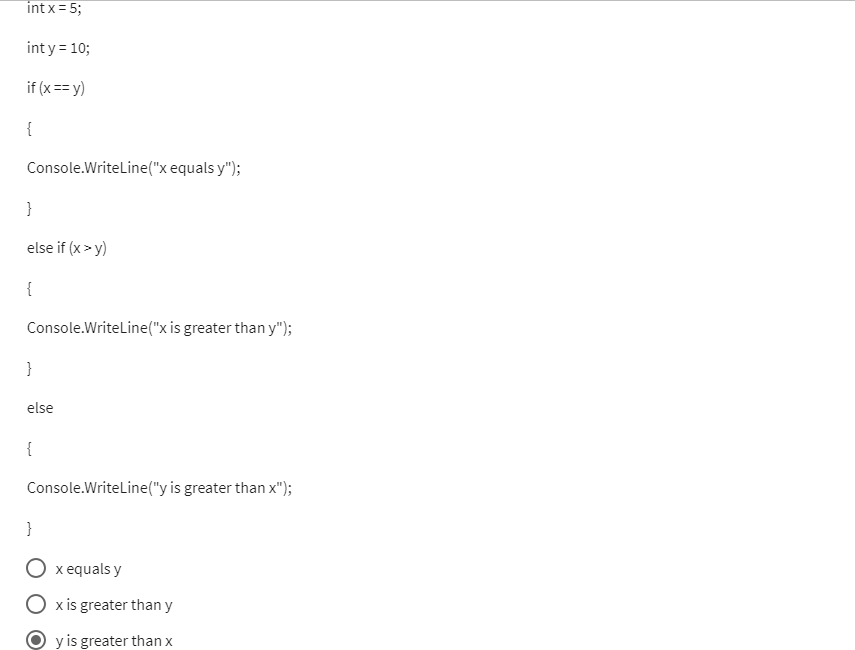 int x = 5;
int y = 10;
if (x == y)
{
Console.WriteLine("x equals y");
}
else if (x > y)
{
Console.WriteLine("x is greater than y");
}
else
{
Console.WriteLine("y is greater than x");
}
x equals y
x is greater than y
y is greater than x